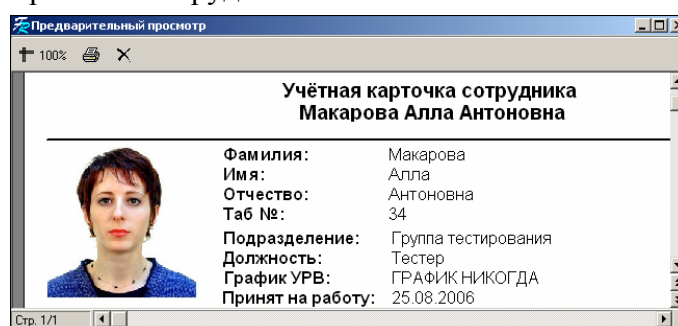 Предварительный просмотр
100%
Учётная карточка сотрудника
Макарова Алла Антоновна
Фамилия: Макарова
Имя: Алла
Отчество: Антоновна
Таб №: 34
Подразделение: Группа тестирования
Должность: Тестер
График УРВ: ГРАФИК НИКОГДА
Принят на работу: 25.08.2006
Стр. 1/1